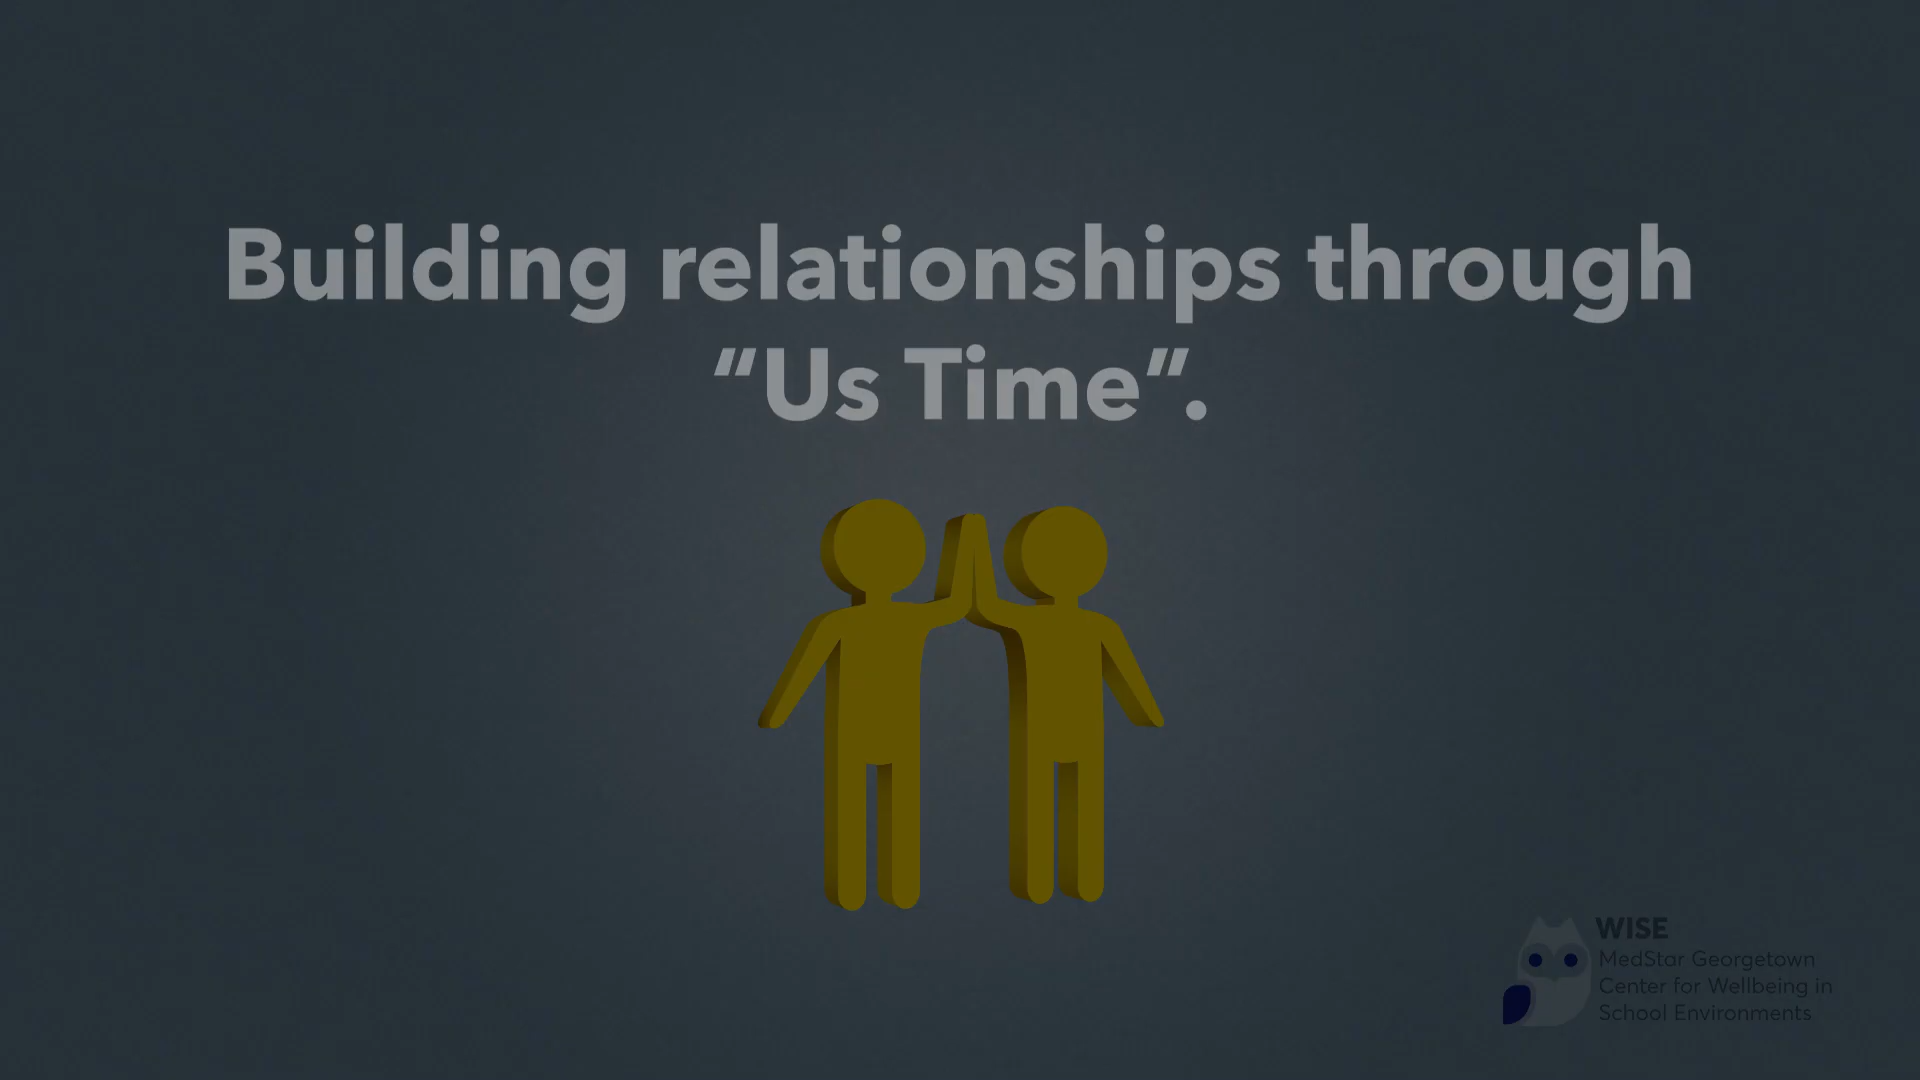 Building relationships through
“Us Time”.
WISE
MedStar Georgetown
Center for Wellbeing in
School Environments